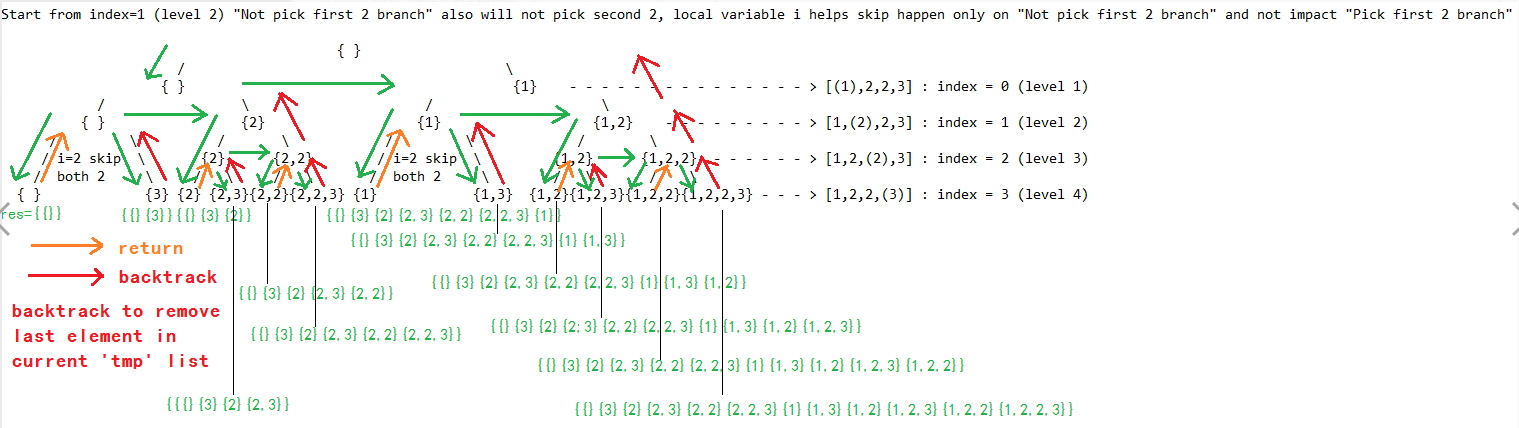 Start from index=1 (level 2) "Not pick first 2 branch" also will not pick second 2, local variable i helps skip happen only on "Not pick first 2 branch" and not impact "Pick first 2 branch"
{ }
/ \
{ } {1} - - - - - - - - - - - - - - - > [(1),2,2,3] : index = 0 (level 1)
/ \ / \
{ } {2} {1} {1,2} - - - - - - - - - > [1,(2),2,3] : index = 1 (level 2)
/ \ / \ / \ / \
/ i=2 skip \ {2} {2,2} / i=2 skip \ {1,2} {1,2,2} - - - - - - - > [1,2,(2),3] : index = 2 (level 3)
/ both 2 \ / \ / \ / both 2 \ / \ / \
{ } {3} {2} {2,3}{2,2}{2,2,3} {1} {1,3} {1,2}{1,2,3}{1,2,2}{1,2,2,3} - - - > [1,2,2,(3)] : index = 3 (level 4)
res={{}} {{}{3}} {{}{3}{2}} {{}{3}{2}{2,3}{2,2}{2,2,3}{1}}
{{}{3}{2}{2,3}{2,2}{2,2,3}{1}{1,3}}
return
backtrack
{{}{3}{2}{2,3}{2,2}{2,2,3}{1}{1,3}{1,2}}
{{}{3}{2}{2,3}{2,2}}
backtrack to remove
last element in
current 'tmp' list
{{}{3}{2}{2;3}{2,2}{2,2,3}{1}{1,3}{1,2}{1,2,3}}
{{}{3}{2}{2,3}{2,2}{2,2,3}}
{{}{3}{2}{2,3}{2,2}{2,2,3}{1}{1,3}{1,2}{1,2,3}{1,2,2}}
{{{}{3}{2}{2,3}}
{{}{3}{2}{2,3}{2,2}{2,2,3}{1}{1,3}{1,2}{1,2,3}{1,2,2}{1,2,2,3}}